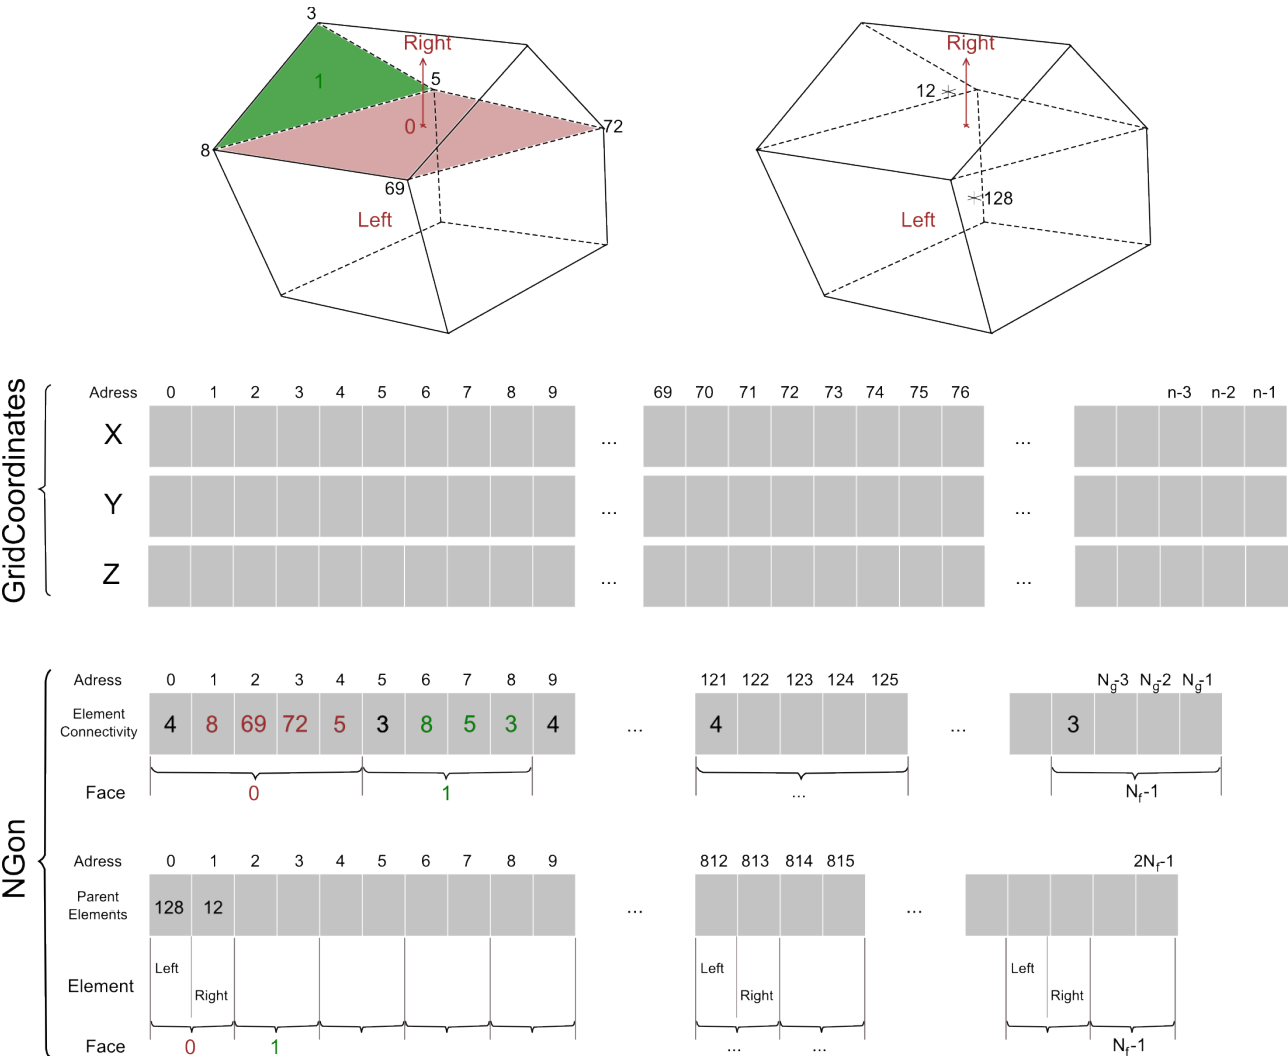 3
Right
5
1
0
72
8
69
Left
Right
12
128
Left
GridCoordinates
Adress 0 1 2 3 4 5 6 7 8 9 69 70 71 72 73 74 75 76 n-3 n-2 n-1
X ... ...
Y ... ...
Z ... ...
NGon
Adress 0 1 2 3 4 5 6 7 8 9 121 122 123 124 125 Ng-3 Ng-2 Ng-1
Element
Connectivity
4 8 69 72 5 3 8 5 3 4 ... 4 ... 3
Face 0 1 ... Nf-1
Adress 0 1 2 3 4 5 6 7 8 9 812 813 814 815 2Nf-1
Parent
Elements
128 12 ... ...
Element
Left Left Left
Right Right Right
Face 0 1 ... ... Nf-1